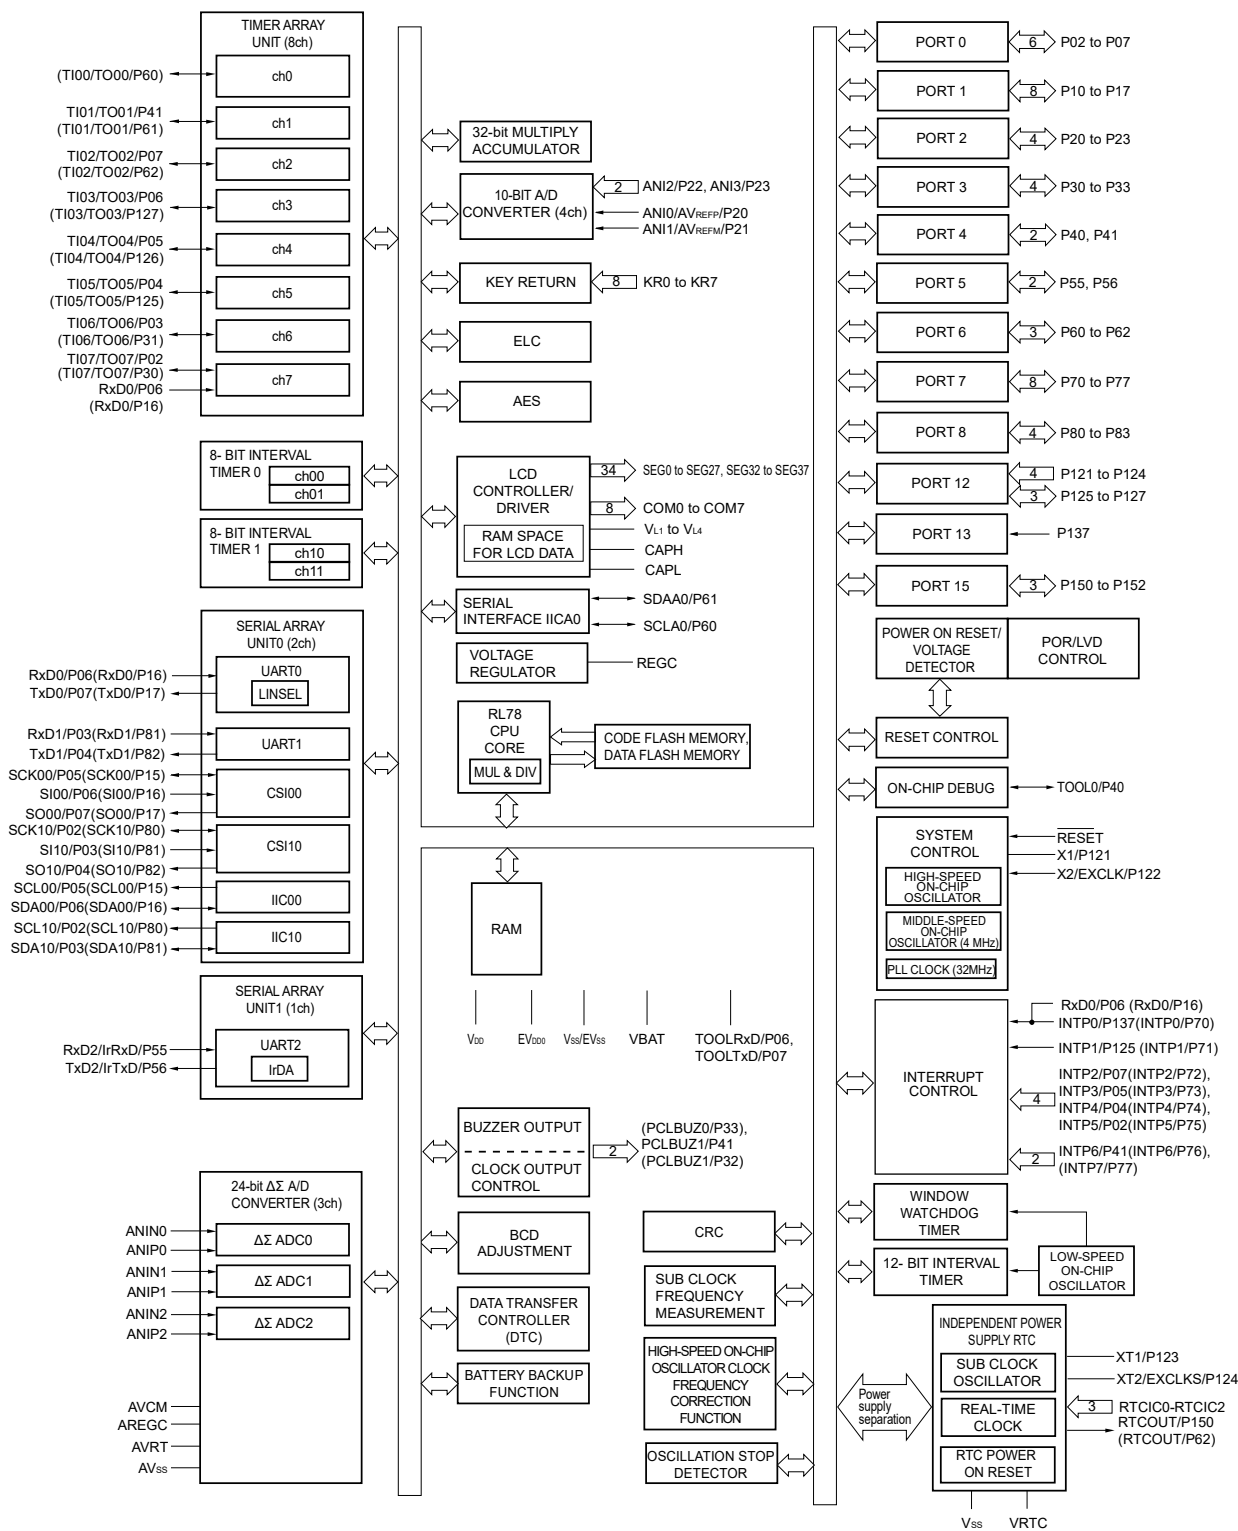 TIMER ARRAY
UNIT (8ch)
(TI00/TO00/P60)
ch0
TI01/TO01/P41
(TI01/TO01/P61)
ch1
TI02/TO02/P07
(TI02/TO02/P62)
ch2
TI03/TO03/P06
(TI03/TO03/P127)
ch3
TI04/TO04/P05
(TI04/TO04/P126)
ch4
TI05/TO05/P04
(TI05/TO05/P125)
ch5
TI06/TO06/P03
(TI06/TO06/P31)
ch6
TI07/TO07/P02
(TI07/TO07/P30)
RxD0/P06
(RxD0/P16)
ch7
8- BIT INTERVAL
TIMER 0
ch00
ch01
8- BIT INTERVAL
TIMER 1
ch10
ch11
SERIAL ARRAY
UNIT0 (2ch)
RxD0/P06(RxD0/P16)
TxD0/P07(TxD0/P17)
UART0
LINSEL
RxD1/P03(RxD1/P81)
TxD1/P04(TxD1/P82)
UART1
SCK00/P05(SCK00/P15)
SI00/P06(SI00/P16)
SO00/P07(SO00/P17)
CSI00
SCK10/P02(SCK10/P80)
SI10/P03(SI10/P81)
SO10/P04(SO10/P82)
CSI10
SCL00/P05(SCL00/P15)
SDA00/P06(SDA00/P16)
IIC00
SCL10/P02(SCL10/P80)
SDA10/P03(SDA10/P81)
IIC10
SERIAL ARRAY
UNIT1 (1ch)
RxD2/IrRxD/P55
TxD2/IrTxD/P56
UART2
IrDA
24-bit ΔΣ A/D
CONVERTER (3ch)
ANIN0
ANIP0
ΔΣ ADC0
ANIN1
ANIP1
ΔΣ ADC1
ANIN2
ANIP2
ΔΣ ADC2
AVCM
AREGC
AVRT
AVss
32-bit MULTIPLY
ACCUMULATOR
10-BIT A/D
CONVERTER (4ch)
2
ANI2/P22, ANI3/P23
ANI0/AVREFP/P20
ANI1/AVREFM/P21
KEY RETURN
8
KR0 to KR7
ELC
AES
LCD
CONTROLLER/
DRIVER
RAM SPACE
FOR LCD DATA
34
SEG0 to SEG27, SEG32 to SEG37
8
COM0 to COM7
VL1 to VL4
CAPH
CAPL
SERIAL
INTERFACE IICA0
SDAA0/P61
SCLA0/P60
VOLTAGE
REGULATOR
REGC
RL78
CPU
CORE
MUL & DIV
CODE FLASH MEMORY,
DATA FLASH MEMORY
RAM
VDD
EVDD0
Vss/EVss
VBAT
TOOLRxD/P06,
TOOLTxD/P07
BUZZER OUTPUT
CLOCK OUTPUT
CONTROL
2
(PCLBUZ0/P33),
PCLBUZ1/P41
(PCLBUZ1/P32)
BCD
ADJUSTMENT
DATA TRANSFER
CONTROLLER
(DTC)
BATTERY BACKUP
FUNCTION
CRC
SUB CLOCK
FREQUENCY
MEASUREMENT
HIGH-SPEED ON-CHIP
OSCILLATOR CLOCK
FREQUENCY
CORRECTION
FUNCTION
OSCILLATION STOP
DETECTOR
PORT 0
6
P02 to P07
PORT 1
8
P10 to P17
PORT 2
4
P20 to P23
PORT 3
4
P30 to P33
PORT 4
2
P40, P41
PORT 5
2
P55, P56
PORT 6
3
P60 to P62
PORT 7
8
P70 to P77
PORT 8
4
P80 to P83
PORT 12
4
P121 to P124
3
P125 to P127
PORT 13
P137
PORT 15
3
P150 to P152
POWER ON RESET/
VOLTAGE
DETECTOR
POR/LVD
CONTROL
RESET CONTROL
ON-CHIP DEBUG
TOOL0/P40
SYSTEM
CONTROL
RESET
X1/P121
X2/EXCLK/P122
HIGH-SPEED
ON-CHIP
OSCILLATOR
MIDDLE-SPEED
ON-CHIP
OSCILLATOR (4 MHz)
PLL CLOCK (32MHz)
INTERRUPT
CONTROL
RxD0/P06 (RxD0/P16)
INTP0/P137(INTP0/P70)
INTP1/P125 (INTP1/P71)
4
INTP2/P07(INTP2/P72),
INTP3/P05(INTP3/P73),
INTP4/P04(INTP4/P74),
INTP5/P02(INTP5/P75)
2
INTP6/P41(INTP6/P76),
(INTP7/P77)
WINDOW
WATCHDOG
TIMER
12- BIT INTERVAL
TIMER
LOW-SPEED
ON-CHIP
OSCILLATOR
Power
supply
separation
INDEPENDENT POWER
SUPPLY RTC
SUB CLOCK
OSCILLATOR
REAL-TIME
CLOCK
RTC POWER
ON RESET
XT1/P123
XT2/EXCLKS/P124
3
RTCIC0-RTCIC2
RTCOUT/P150
(RTCOUT/P62)
Vss
VRTC